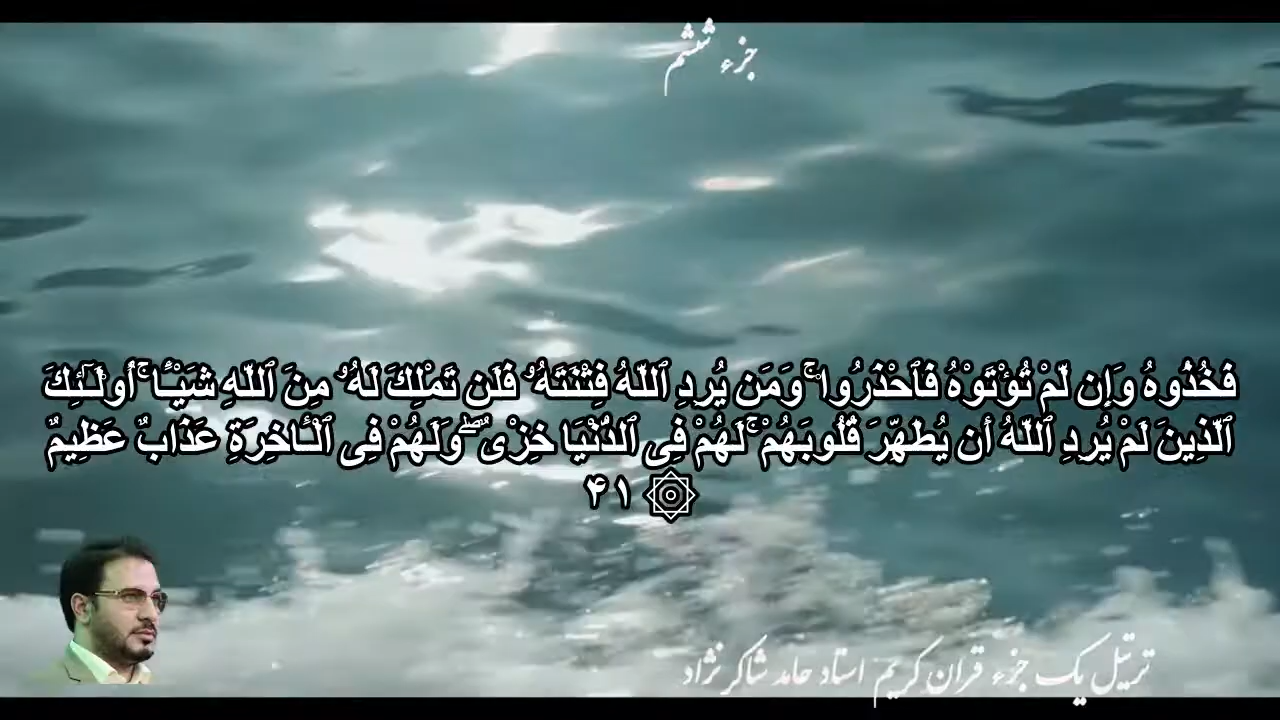 جزء ششم
فَخُذُوهُ وَإِن لَّمْ تُؤْتَوْهُ فَٱحْذَرُوا۟ ۚ وَمَن يُرِدِ ٱللَّهُ فِتْنَتَهُۥ فَلَن تَمْلِكَ لَهُۥ مِنَ ٱللَّهِ شَيْـًٔا ۚ أُو۟لَـٰٓئِكَ
ٱلَّذِينَ لَمْ يُرِدِ ٱللَّهُ أَن يُطَهِّرَ قُلُوبَهُمْ ۚ لَهُمْ فِى ٱلدُّنْيَا خِزْىٌ ۖ وَلَهُمْ فِى ٱلْـَٔاخِرَةِ عَذَابٌ عَظِيمٌ
۞ ۴۱
ترتیل یک جزء قران کریم استاد حامد شاکرنژاد